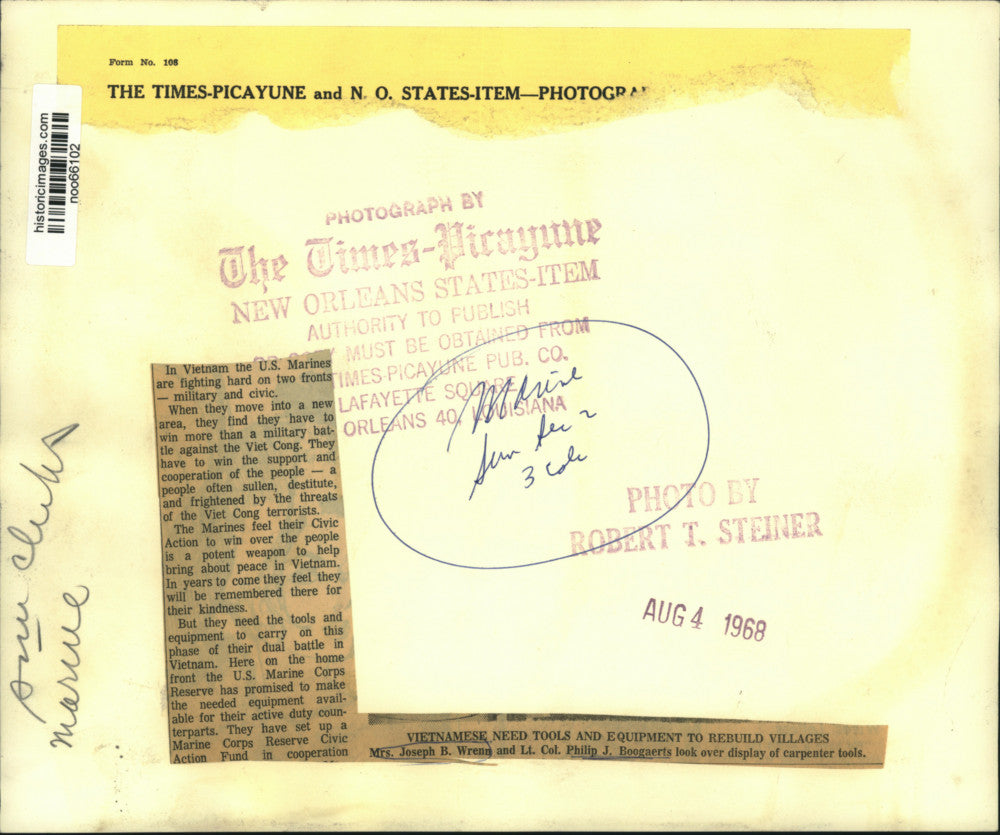 Form No. 108
THE TIMES-PICAYUNE and N. O. STATES-ITEM—PHOTOGRA
historicimages.com
noo66102
PHOTOGRAPH BY
The Times-Picayune
NEW ORLEANS STATES-ITEM
AUTHORITY TO PUBLISH
MUST BE OBTAINED FROM
TIMES-PICAYUNE PUB. CO.
LAFAYETTE SQUARE
ORLEANS 40, LOUISIANA
Marine
Sun Sec 2
3 cols
PHOTO BY
ROBERT T. STEINER
AUG 4 1968
In Vietnam the U.S. Marines
are fighting hard on two fronts
— military and civic.
When they move into a new
area, they find they have to
win more than a military bat-
tle against the Viet Cong. They
have to win the support and
cooperation of the people — a
people often sullen, destitute,
and frightened by the threats
of the Viet Cong terrorists.
The Marines feel their Civic
Action to win over the people
is a potent weapon to help
bring about peace in Vietnam.
In years to come they feel they
will be remembered there for
their kindness.
But they need the tools and
equipment to carry on this
phase of their dual battle in
Vietnam. Here on the home
front the U.S. Marine Corps
Reserve has promised to make
the needed equipment avail-
able for their active duty coun-
terparts. They have set up a
Marine Corps Reserve Civic
Action Fund in cooperation
VIETNAMESE NEED TOOLS AND EQUIPMENT TO REBUILD VILLAGES
Mrs. Joseph B. Wrenn and Lt. Col. Philip J. Boogaerts look over display of carpenter tools.
Marine